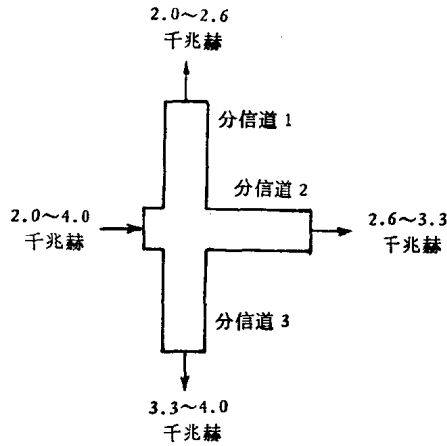 2.0～2.6
千兆赫
分信道 1
分信道 2
2.0～4.0
千兆赫
2.6～3.3
千兆赫
分信道 3
3.3～4.0
千兆赫